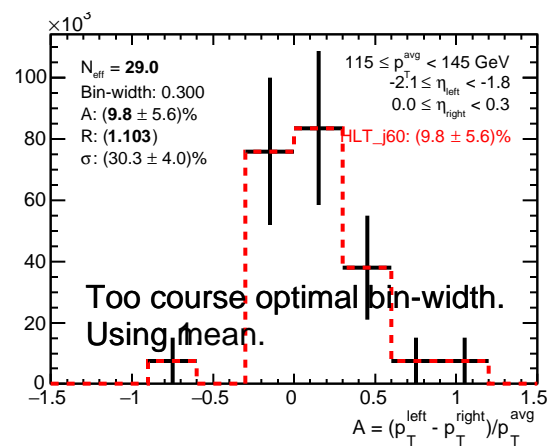 ×10³
N_eff = 29.0
Bin-width: 0.300
A: (9.8 ± 5.6)%
R: (1.103)
σ: (30.3 ± 4.0)%
115 ≤ p_T^avg < 145 GeV
-2.1 ≤ η_left < -1.8
0.0 ≤ η_right < 0.3
HLT_j60: (9.8 ± 5.6)%
Too course optimal bin-width.
Using mean.
100
80
60
40
20
0
−1.5 −1 −0.5 0 0.5 1 1.5
A = (p_T^left - p_T^right)/p_T^avg